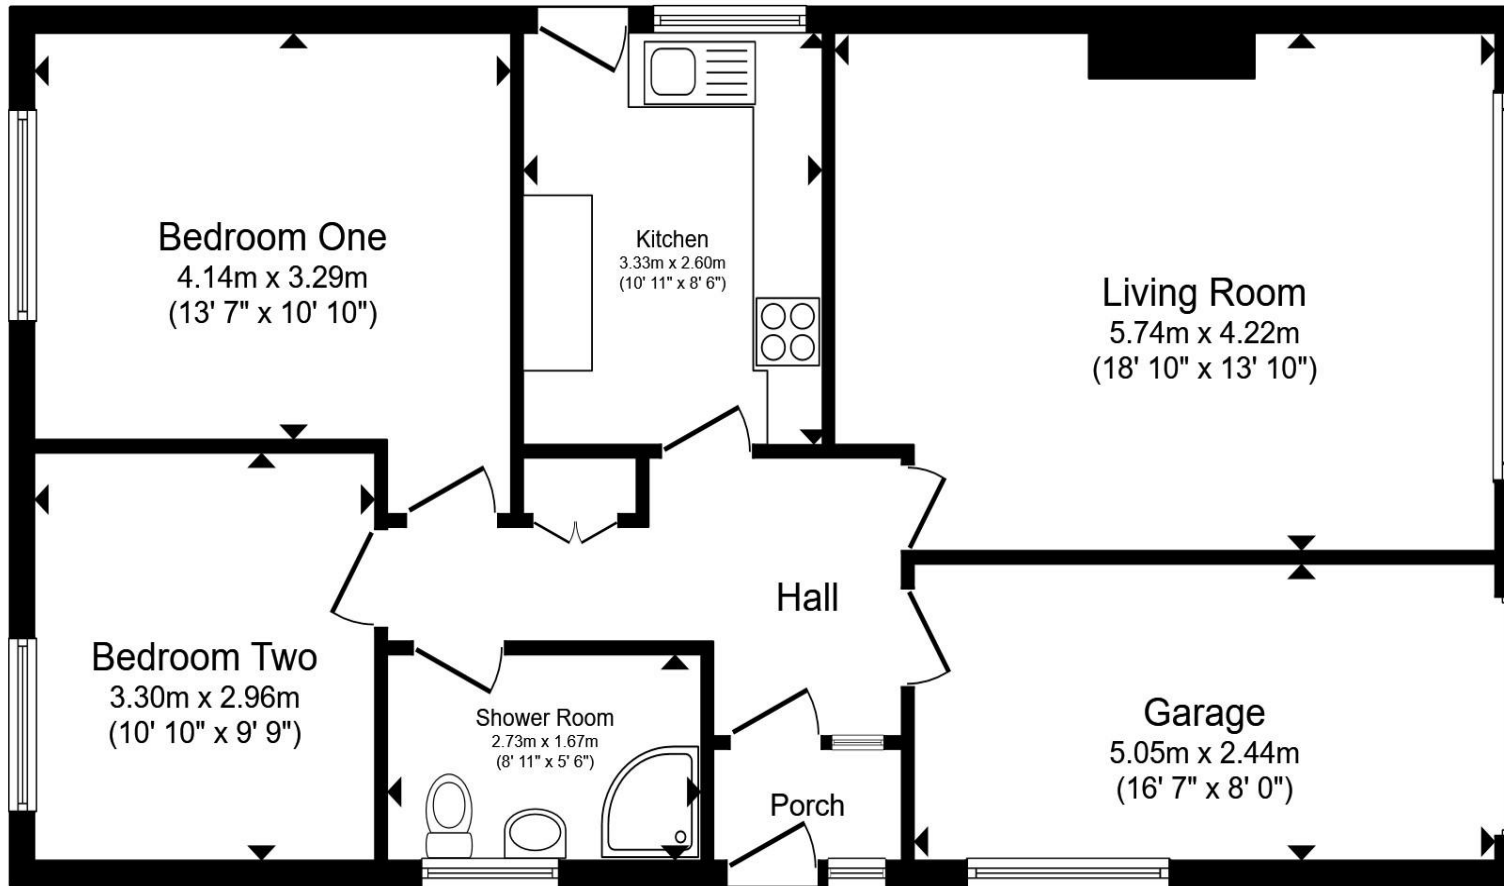 Bedroom One
4.14m x 3.29m
(13' 7" x 10' 10")
Kitchen
3.33m x 2.60m
(10' 11" x 8' 6")
Living Room
5.74m x 4.22m
(18' 10" x 13' 10")
Hall
Bedroom Two
3.30m x 2.96m
(10' 10" x 9' 9")
Shower Room
2.73m x 1.67m
(8' 11" x 5' 6")
Porch
Garage
5.05m x 2.44m
(16' 7" x 8' 0")